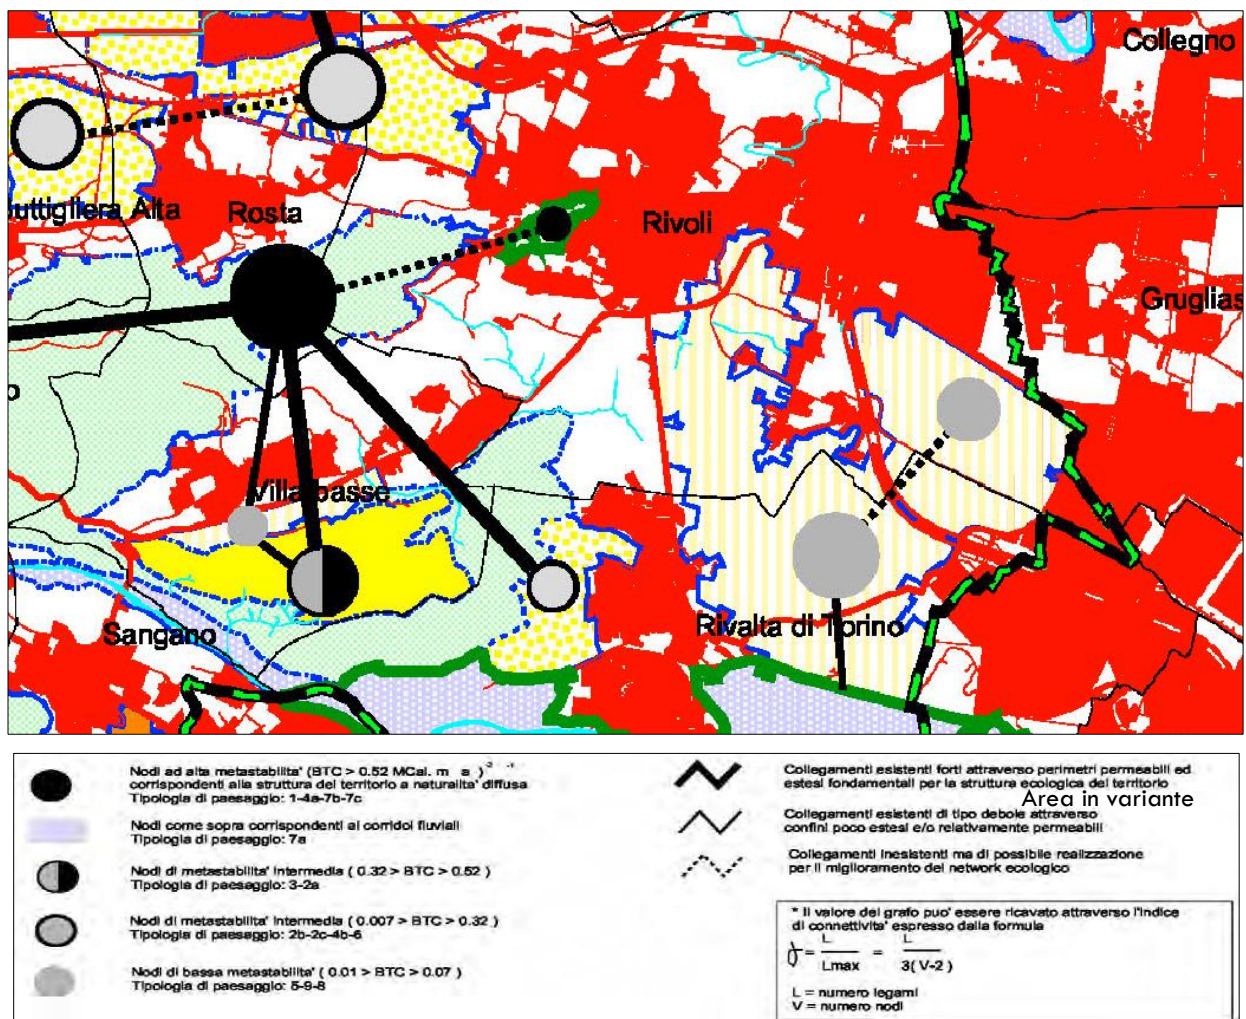 Collegno
Buttigliera Alta
Rosta
Rivoli
Gruglias
o
Villarbasse
Sangano
Rivalta di Torino
Nodi ad alta metastabilita' (BTC > 0.52 MCal. m a )
corrispondenti alla struttura del territorio a naturalita' diffusa
Tipologia di paesaggio: 1-4a-7b-7c
Nodi come sopra corrispondenti ai corridoi fluviali
Tipologia di paesaggio: 7a
Nodi di metastabilita' intermedia ( 0.32 > BTC > 0.52 )
Tipologia di paesaggio: 3-2a
Nodi di metastabilita' intermedia ( 0.007 > BTC > 0.32 )
Tipologia di paesaggio: 2b-2c-4b-6
Nodi di bassa metastabilita' ( 0.01 > BTC > 0.07 )
Tipologia di paesaggio: 5-9-8
Collegamenti esistenti forti attraverso perimetri permeabili ed
estesi fondamentali per la struttura ecologica del territorio
Area in variante
Collegamenti esistenti di tipo debole attraverso
confini poco estesi e/o relativamente permeabili
Collegamenti inesistenti ma di possibile realizzazione
per il miglioramento del network ecologico
* Il valore del grafo puo' essere ricavato attraverso l'indice
di connettivita' espresso dalla formula
γ = L / Lmax = L / 3( V-2 )
L = numero legami
V = numero nodi